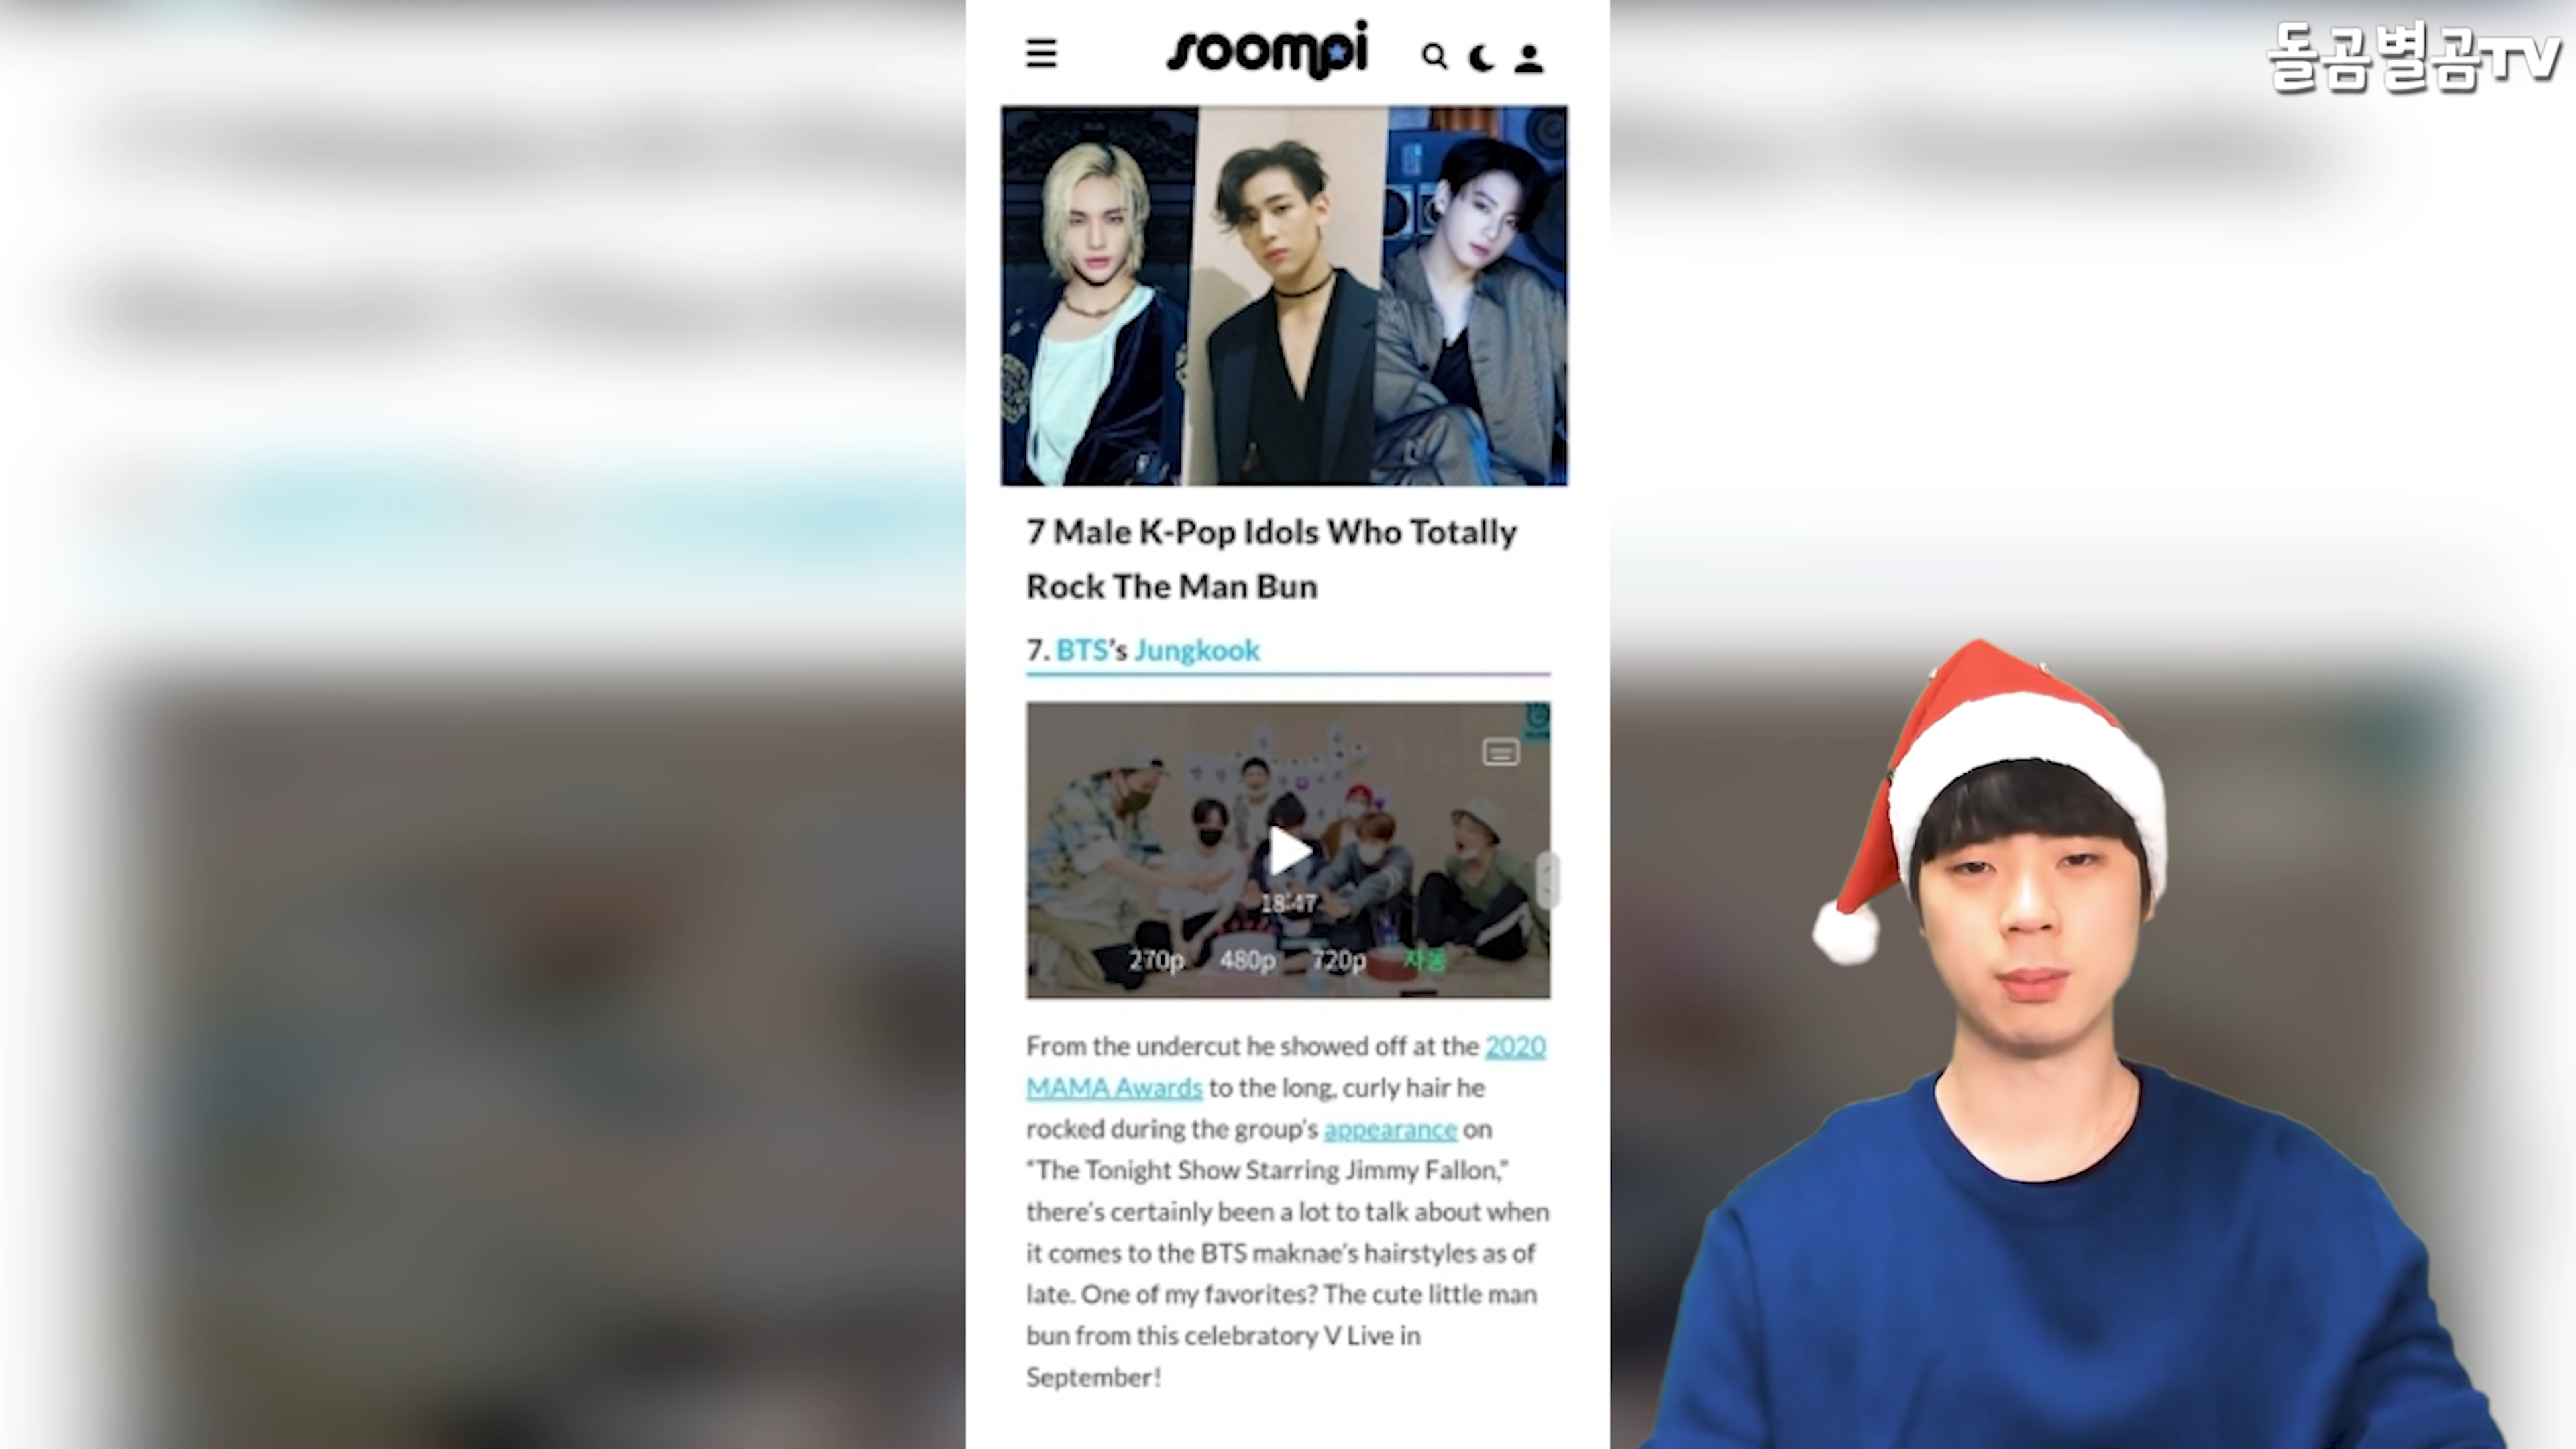 돌곰별곰TV
soompi
7 Male K-Pop Idols Who Totally
Rock The Man Bun
7. BTS's Jungkook
18:47
270p 480p 720p 자동
From the undercut he showed off at the 2020
MAMA Awards to the long, curly hair he
rocked during the group's appearance on
"The Tonight Show Starring Jimmy Fallon,"
there's certainly been a lot to talk about when
it comes to the BTS maknae's hairstyles as of
late. One of my favorites? The cute little man
bun from this celebratory V Live in
September!